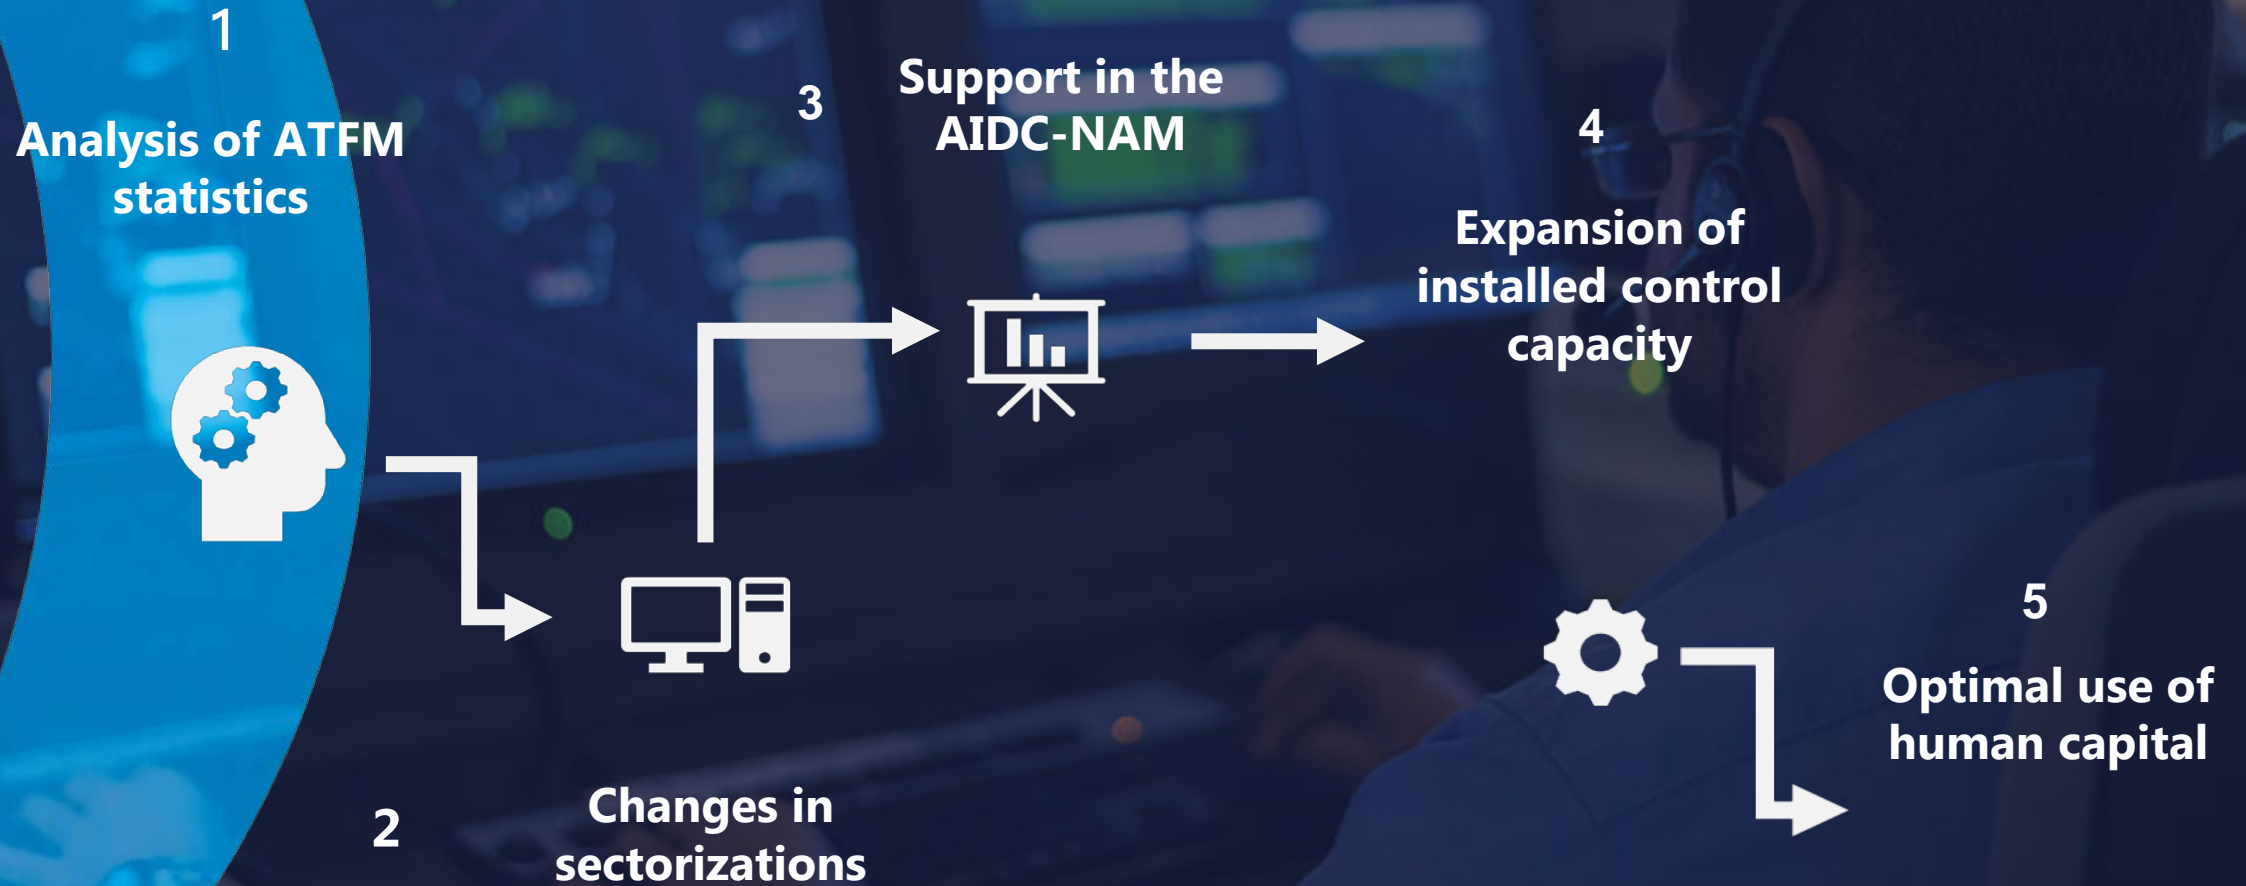 1
Analysis of ATFM
statistics
2
Changes in
sectorizations
3
Support in the
AIDC-NAM
4
Expansion of
installed control
capacity
5
Optimal use of
human capital